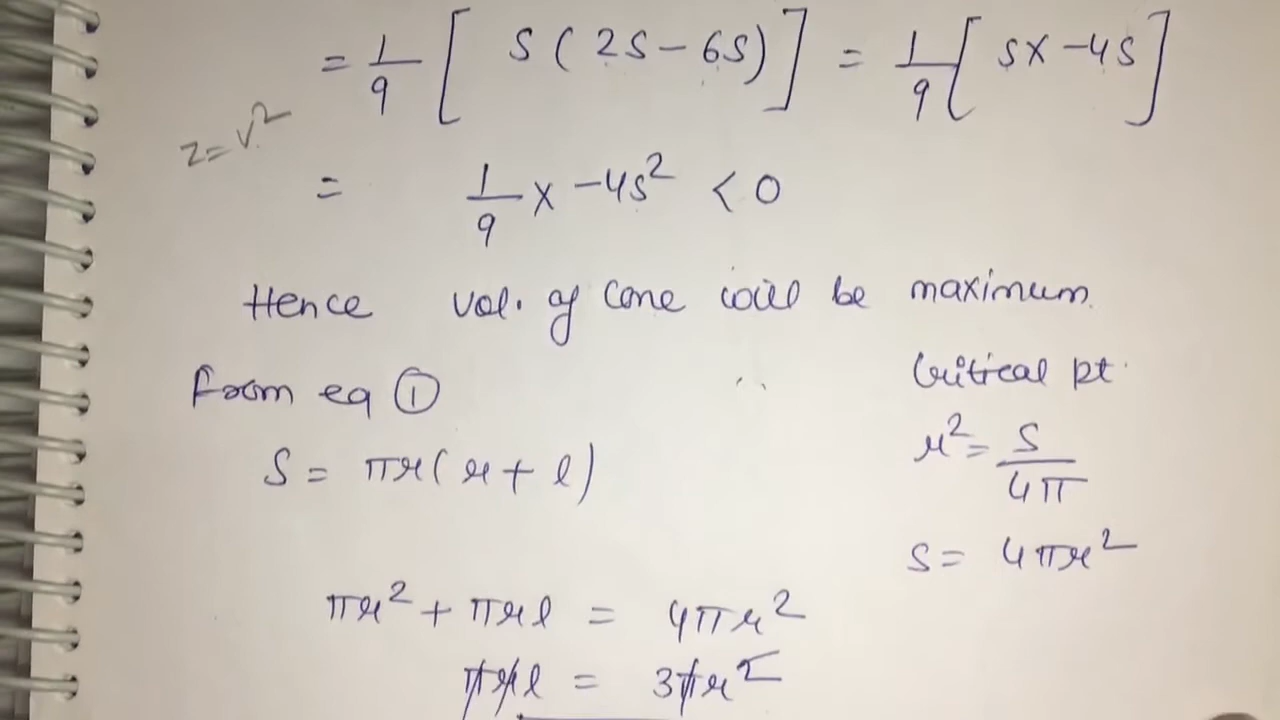 = 1/9 [ S ( 2S - 6S ) ] = 1/9 [ S x -4S ]
z = v²
= 1/9 x -4s² < 0
Hence vol. of Cone will be maximum.
From eq ①
S = πr( r + l )
∴ Critical pt.
r² = S/4π
S = 4πr²
πr² + πrl = 4πr²
πrl = 3πr²